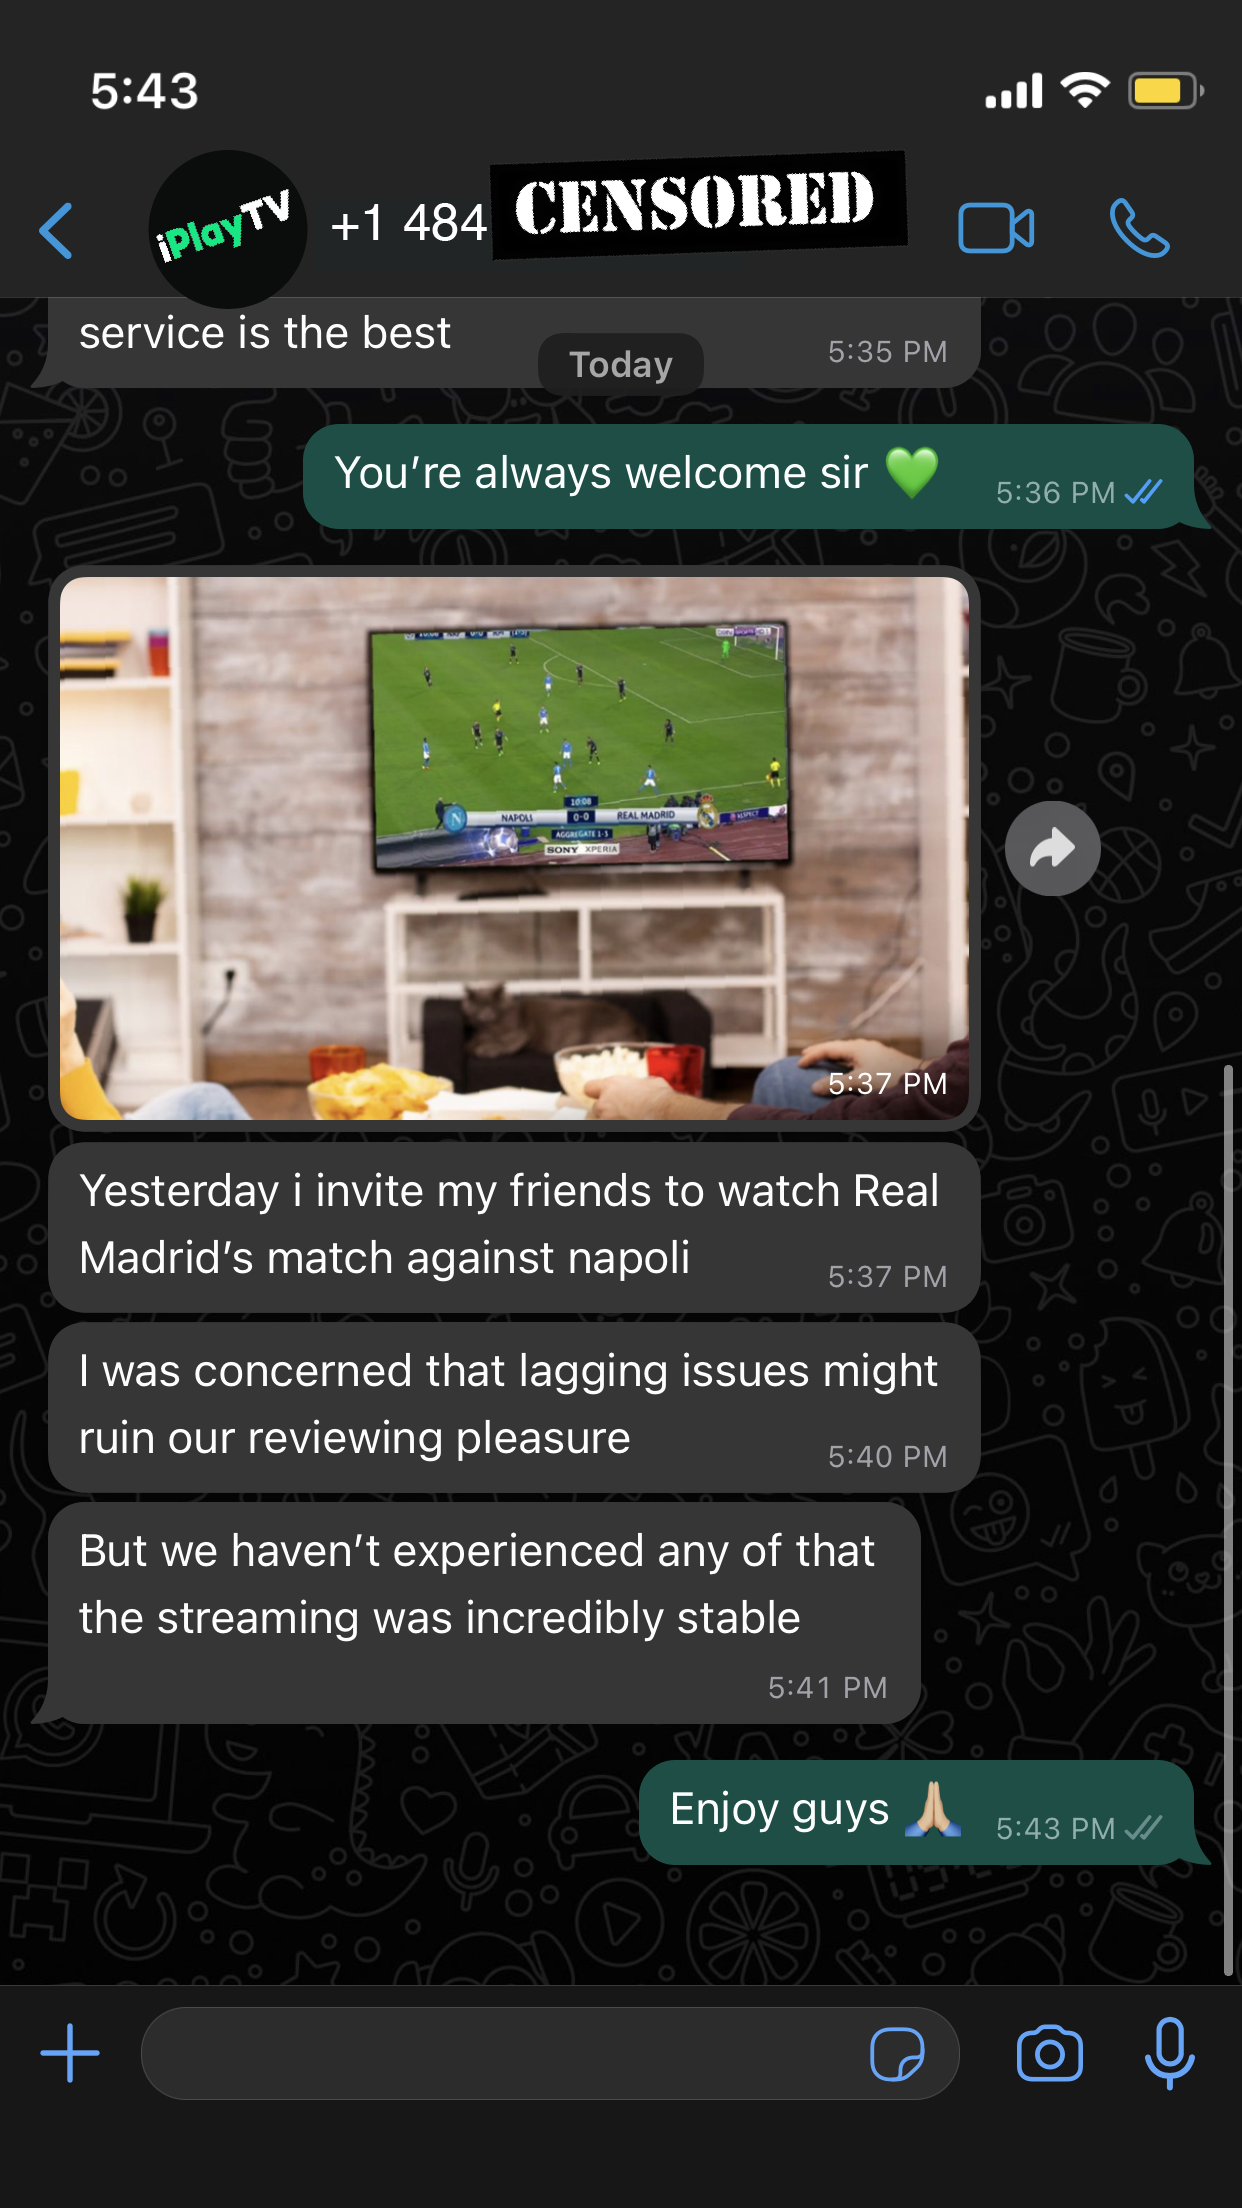 5:43
iPlayTV
+1 484
CENSORED
service is the best
5:35 PM
Today
You’re always welcome sir 💚
5:36 PM
10:08
NAPOLI 0-0 REAL MADRID
AGGREGATE 1-3
RESPECT
SONY XPERIA
5:37 PM
Yesterday i invite my friends to watch Real
Madrid’s match against napoli
5:37 PM
I was concerned that lagging issues might
ruin our reviewing pleasure
5:40 PM
But we haven’t experienced any of that
the streaming was incredibly stable
5:41 PM
Enjoy guys 🙏🏼
5:43 PM